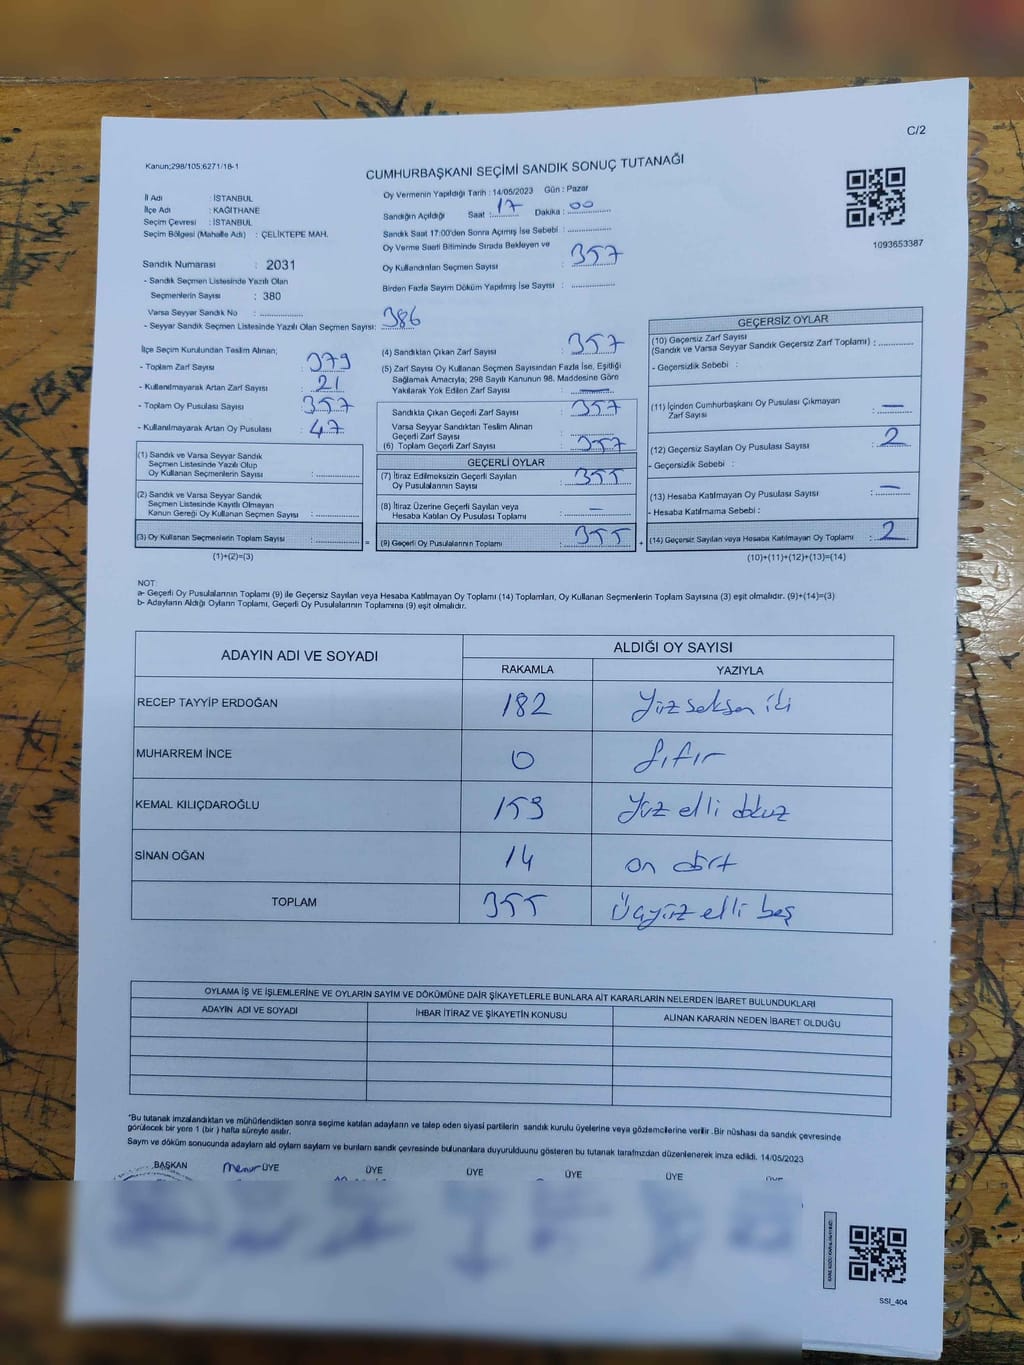 C/2
Kanun;298/105;6271/18-1
CUMHURBAŞKANI SEÇİMİ SANDIK SONUÇ TUTANAĞI
İl Adı : İSTANBUL
İlçe Adı : KAĞITHANE
Seçim Çevresi : İSTANBUL
Seçim Bölgesi (Mahalle Adı) : ÇELİKTEPE MAH.
Oy Vermenin Yapıldığı Tarih : 14/05/2023 Gün : Pazar
Sandığın Açıldığı Saat : 17 Dakika : 00
Sandık Saat 17:00'den Sonra Açılmış İse Sebebi :
Oy Verme Saati Bitiminde Sırada Bekleyen ve
Oy Kullandırılan Seçmen Sayısı : 357
Birden Fazla Sayım Döküm Yapılmış İse Sayısı :
1093653387
Sandık Numarası : 2031
- Sandık Seçmen Listesinde Yazılı Olan
Seçmenlerin Sayısı : 380
Varsa Seyyar Sandık No :
- Seyyar Sandık Seçmen Listesinde Yazılı Olan Seçmen Sayısı: 386
İlçe Seçim Kurulundan Teslim Alınan;
- Toplam Zarf Sayısı : 379
- Kullanılmayarak Artan Zarf Sayısı : 21
- Toplam Oy Pusulası Sayısı : 357
- Kullanılmayarak Artan Oy Pusulası : 47
(1) Sandık ve Varsa Seyyar Sandık
Seçmen Listesinde Yazılı Olup
Oy Kullanan Seçmenlerin Sayısı :
(2) Sandık ve Varsa Seyyar Sandık
Seçmen Listesinde Kayıtlı Olmayan
Kanun Gereği Oy Kullanan Seçmen Sayısı :
(3) Oy Kullanan Seçmenlerin Toplam Sayısı :
(1)+(2)=(3)
=
(4) Sandıktan Çıkan Zarf Sayısı : 357
(5) Zarf Sayısı Oy Kullanan Seçmen Sayısından Fazla İse, Eşitliği
Sağlamak Amacıyla; 298 Sayılı Kanunun 98. Maddesine Göre
Yakılarak Yok Edilen Zarf Sayısı : —
Sandıkta Çıkan Geçerli Zarf Sayısı : 357
Varsa Seyyar Sandıktan Teslim Alınan
Geçerli Zarf Sayısı :
(6) Toplam Geçerli Zarf Sayısı : 357
GEÇERLİ OYLAR
(7) İtiraz Edilmeksizin Geçerli Sayılan
Oy Pusulalarının Sayısı : 355
(8) İtiraz Üzerine Geçerli Sayılan veya
Hesaba Katılan Oy Pusulası Toplamı : —
(9) Geçerli Oy Pusulalarının Toplamı : 355
+
GEÇERSİZ OYLAR
(10) Geçersiz Zarf Sayısı
(Sandık ve Varsa Seyyar Sandık Geçersiz Zarf Toplamı) :
- Geçersizlik Sebebi :
(11) İçinden Cumhurbaşkanı Oy Pusulası Çıkmayan
Zarf Sayısı : —
(12) Geçersiz Sayılan Oy Pusulası Sayısı : 2
- Geçersizlik Sebebi :
(13) Hesaba Katılmayan Oy Pusulası Sayısı : —
- Hesaba Katılmama Sebebi :
(14) Geçersiz Sayılan veya Hesaba Katılmayan Oy Toplamı : 2
(10)+(11)+(12)+(13)=(14)
NOT:
a- Geçerli Oy Pusulalarının Toplamı (9) ile Geçersiz Sayılan veya Hesaba Katılmayan Oy Toplamı (14) Toplamları, Oy Kullanan Seçmenlerin Toplam Sayısına (3) eşit olmalıdır. (9)+(14)=(3)
b- Adayların Aldığı Oyların Toplamı, Geçerli Oy Pusulalarının Toplamına (9) eşit olmalıdır.
ADAYIN ADI VE SOYADI
ALDIĞI OY SAYISI
RAKAMLA YAZIYLA
RECEP TAYYİP ERDOĞAN 182 Yüz seksen iki
MUHARREM İNCE 0 Sıfır
KEMAL KILIÇDAROĞLU 159 Yüz elli dokuz
SİNAN OĞAN 14 on dört
TOPLAM 355 Üçyüz elli beş
OYLAMA İŞ VE İŞLEMLERİNE VE OYLARIN SAYIM VE DÖKÜMÜNE DAİR ŞİKAYETLERLE BUNLARA AİT KARARLARIN NELERDEN İBARET BULUNDUKLARI
ADAYIN ADI VE SOYADI İHBAR İTİRAZ VE ŞİKAYETİN KONUSU ALINAN KARARIN NEDEN İBARET OLDUĞU
*Bu tutanak imzalandıktan ve mühürlendikten sonra seçime katılan adayların ve talep eden siyasi partilerin sandık kurulu üyelerine veya gözlemcilerine verilir .Bir nüshası da sandık çevresinde
görülecek bir yere 1 (bir ) hafta süreyle asılır.
Sayım ve döküm sonucunda adayların aldı oyların sayıları ve bunların sandık çevresinde bulunanlara duyurulduunu gösteren bu tutanak tarafımızdan düzenlenerek imza edildi. 14/05/2023
BAŞKAN Memur ÜYE ÜYE ÜYE ÜYE ÜYE
SSI_404